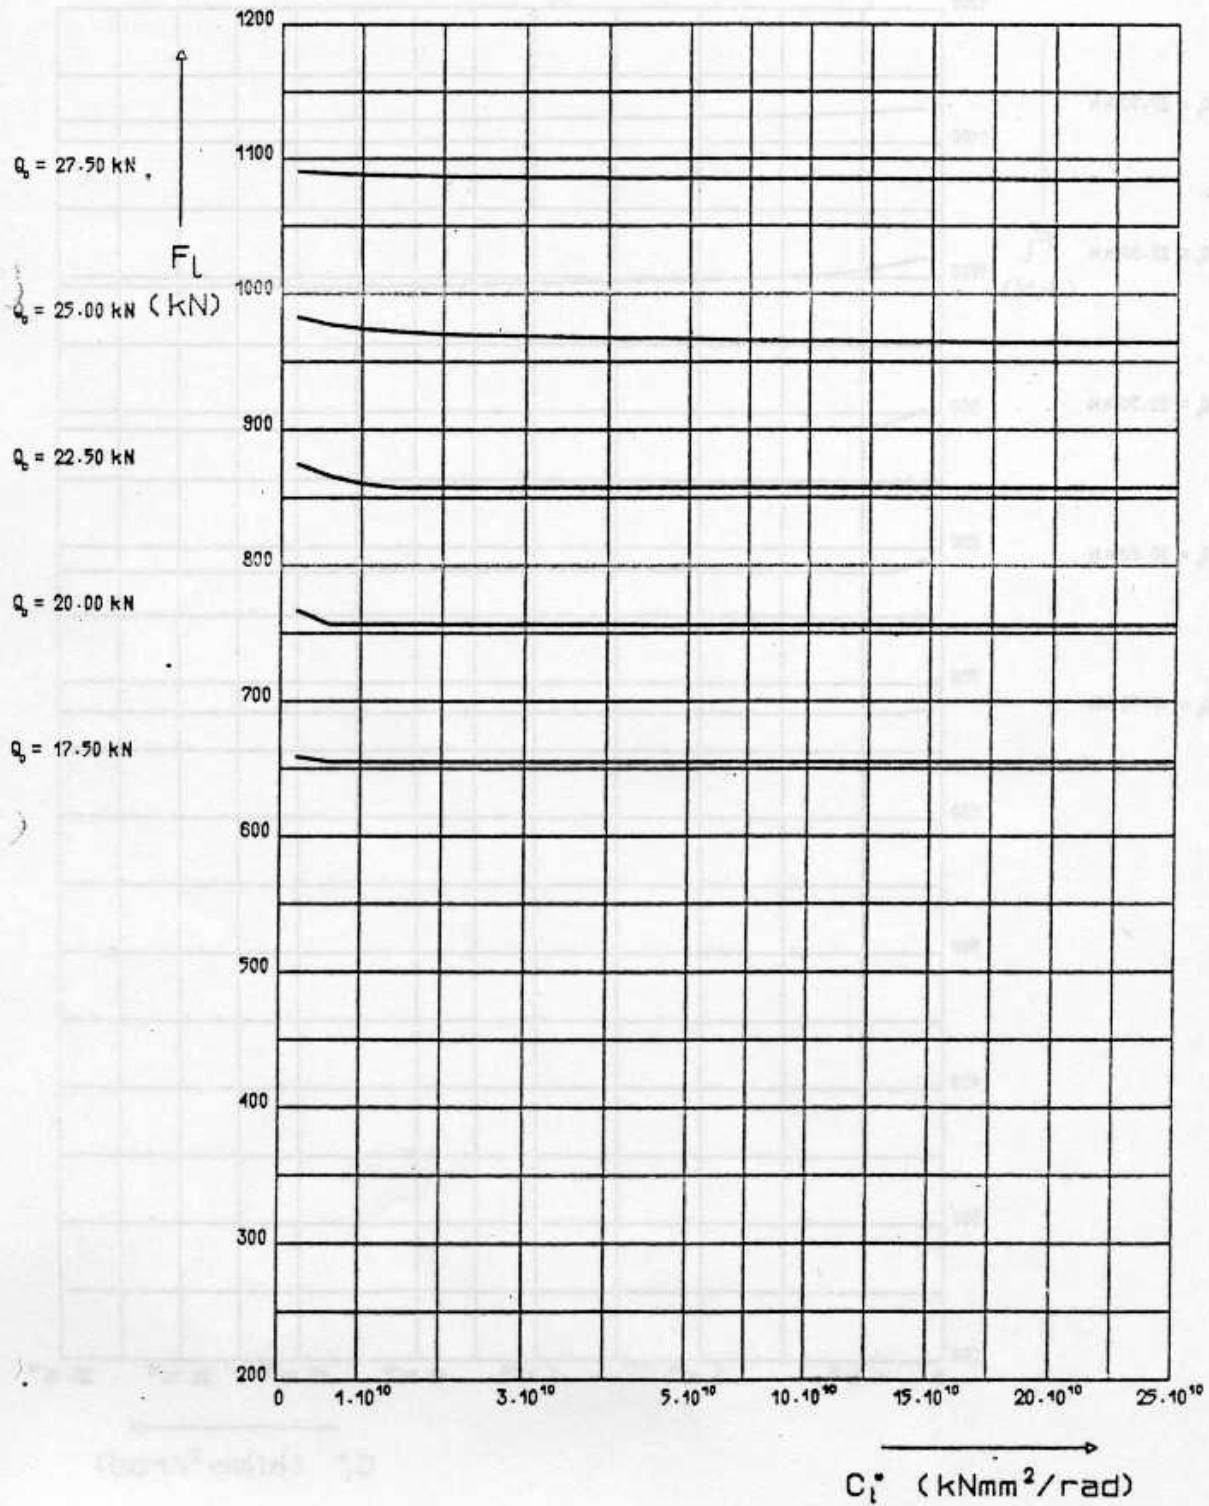 1200
1100
Q₀ = 27.50 kN
F_l
(kN)
1000
Q₀ = 25.00 kN
900
Q₀ = 22.50 kN
800
Q₀ = 20.00 kN
700
Q₀ = 17.50 kN
600
500
400
300
200
0 1.10¹⁰ 3.10¹⁰ 5.10¹⁰ 10.10¹⁰ 15.10¹⁰ 20.10¹⁰ 25.10¹⁰
C_l* (kNmm²/rad)